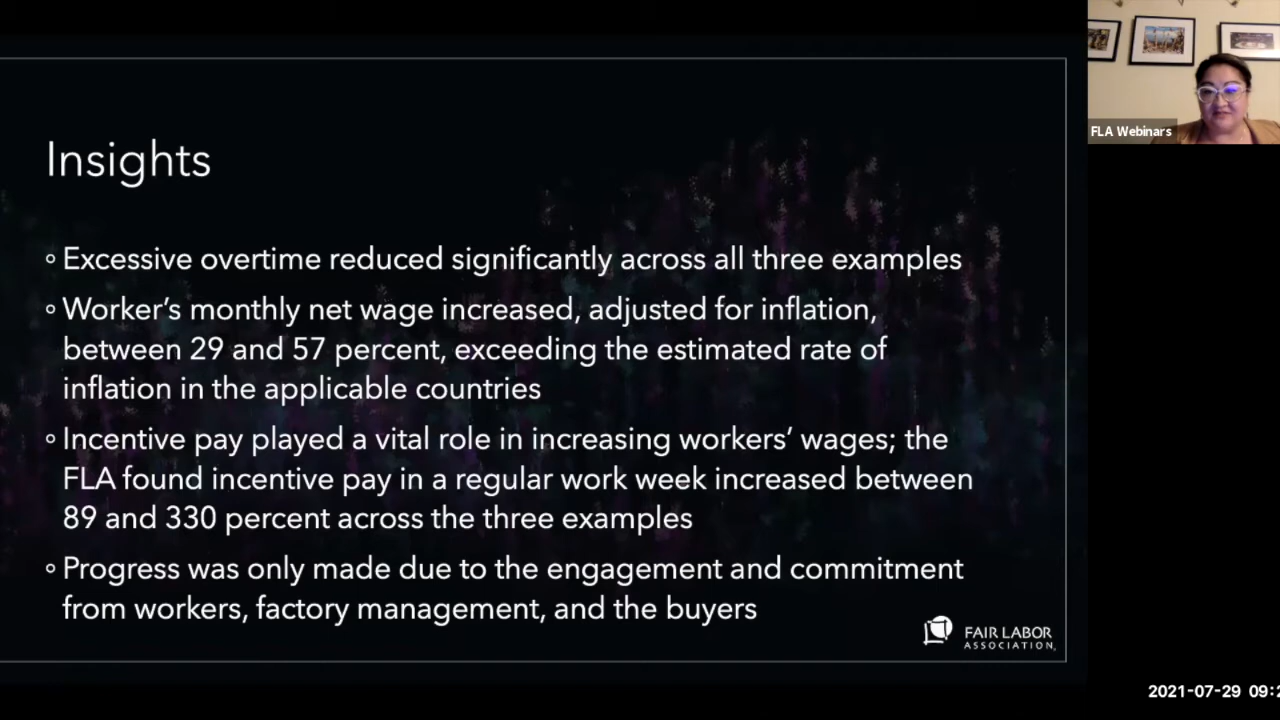 Insights
◦ Excessive overtime reduced significantly across all three examples
◦ Worker’s monthly net wage increased, adjusted for inflation,
between 29 and 57 percent, exceeding the estimated rate of
inflation in the applicable countries
◦ Incentive pay played a vital role in increasing workers’ wages; the
FLA found incentive pay in a regular work week increased between
89 and 330 percent across the three examples
◦ Progress was only made due to the engagement and commitment
from workers, factory management, and the buyers
FAIR LABOR
ASSOCIATION
FLA Webinars
2021-07-29 09:2